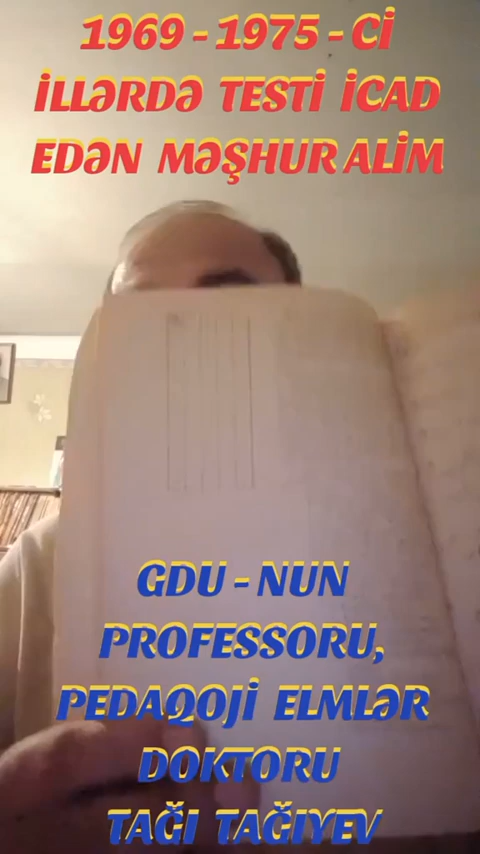 1969 - 1975 - Cİ
İLLƏRDƏ TESTİ İCAD
EDƏN MƏŞHUR ALİM
GDU - NUN
PROFESSORU,
PEDAQOJİ ELMLƏR
DOKTORU
TAĞI TAĞIYEV